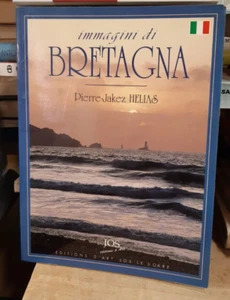 immagini di
BRETAGNA
Pierre-Jakez HELIAS
JOS
EDITIONS D'ART JOS LE DOARE